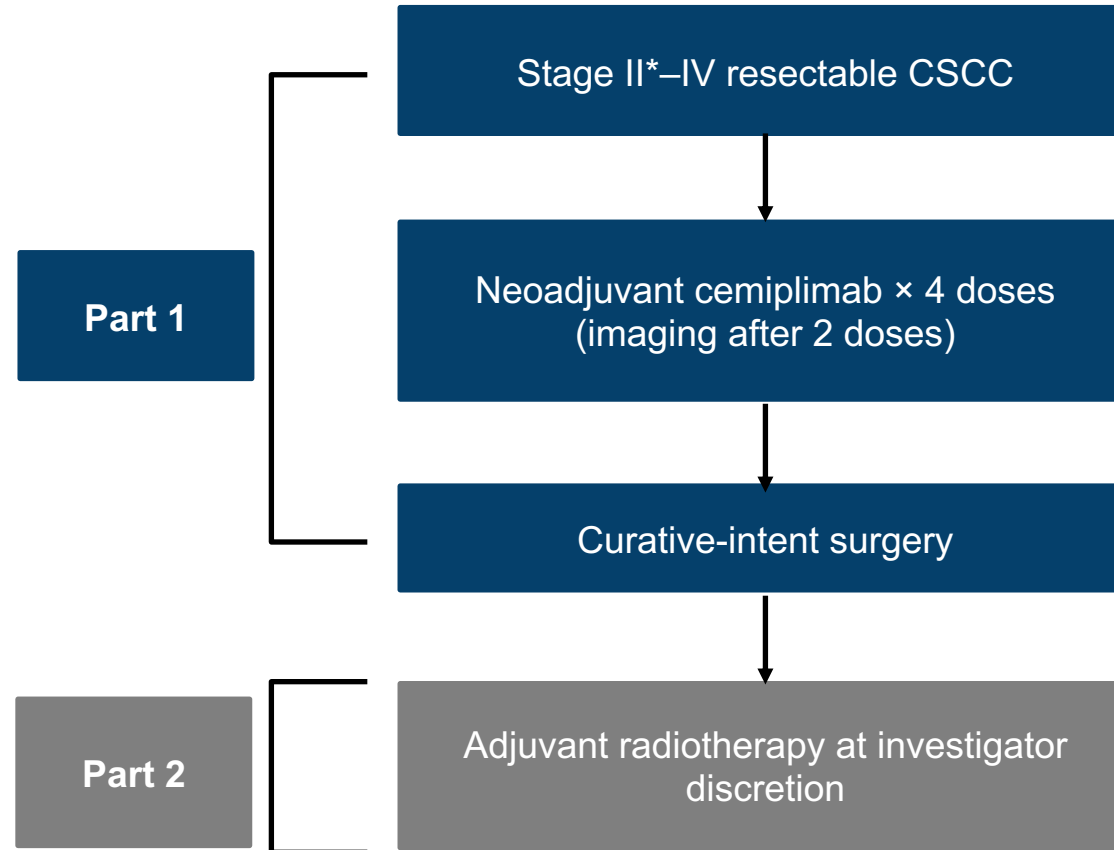 Stage II*–IV resectable CSCC
Part 1
Neoadjuvant cemiplimab × 4 doses
(imaging after 2 doses)
Curative-intent surgery
Part 2
Adjuvant radiotherapy at investigator
discretion